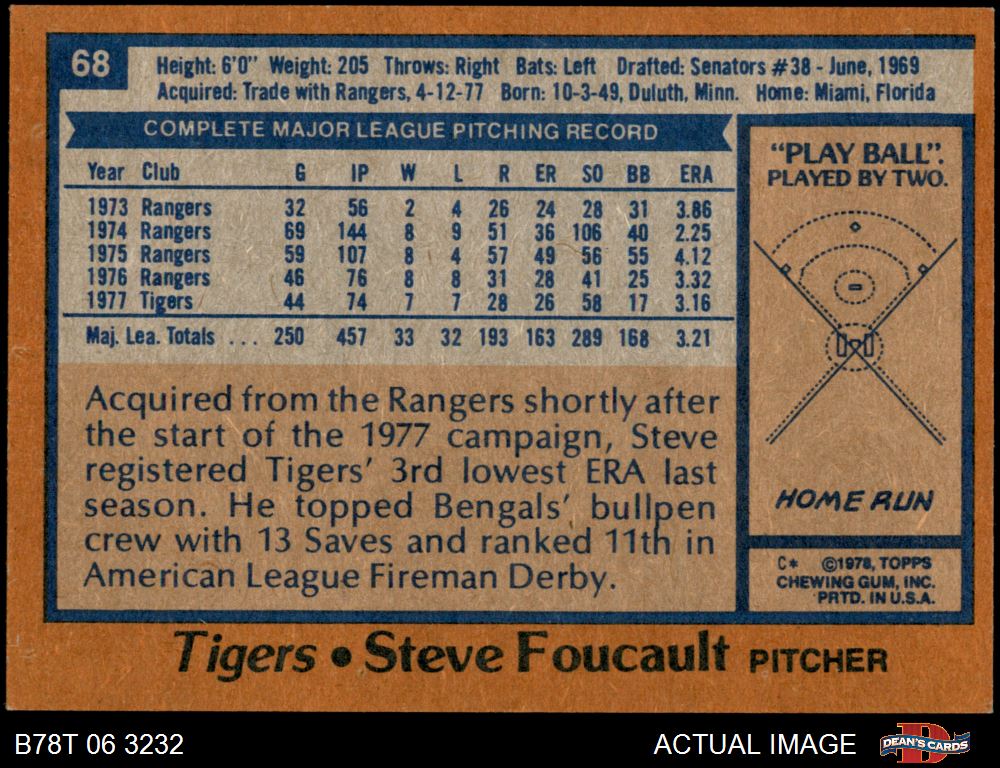 68
Height: 6'0" Weight: 205 Throws: Right Bats: Left Drafted: Senators #38 - June, 1969
Acquired: Trade with Rangers, 4-12-77 Born: 10-3-49, Duluth, Minn. Home: Miami, Florida
COMPLETE MAJOR LEAGUE PITCHING RECORD
Year Club G IP W L R ER SO BB ERA
1973 Rangers 32 56 2 4 26 24 28 31 3.86
1974 Rangers 69 144 8 9 51 36 106 40 2.25
1975 Rangers 59 107 8 4 57 49 56 55 4.12
1976 Rangers 46 76 8 8 31 28 41 25 3.32
1977 Tigers 44 74 7 7 28 26 58 17 3.16
Maj. Lea. Totals ... 250 457 33 32 193 163 289 168 3.21
Acquired from the Rangers shortly after
the start of the 1977 campaign, Steve
registered Tigers' 3rd lowest ERA last
season. He topped Bengals' bullpen
crew with 13 Saves and ranked 11th in
American League Fireman Derby.
"PLAY BALL".
PLAYED BY TWO.
HOME RUN
C* ©1978, TOPPS
CHEWING GUM, INC.
PRTD. IN U.S.A.
Tigers • Steve Foucault PITCHER
B78T 06 3232
ACTUAL IMAGE
DEAN'S CARDS